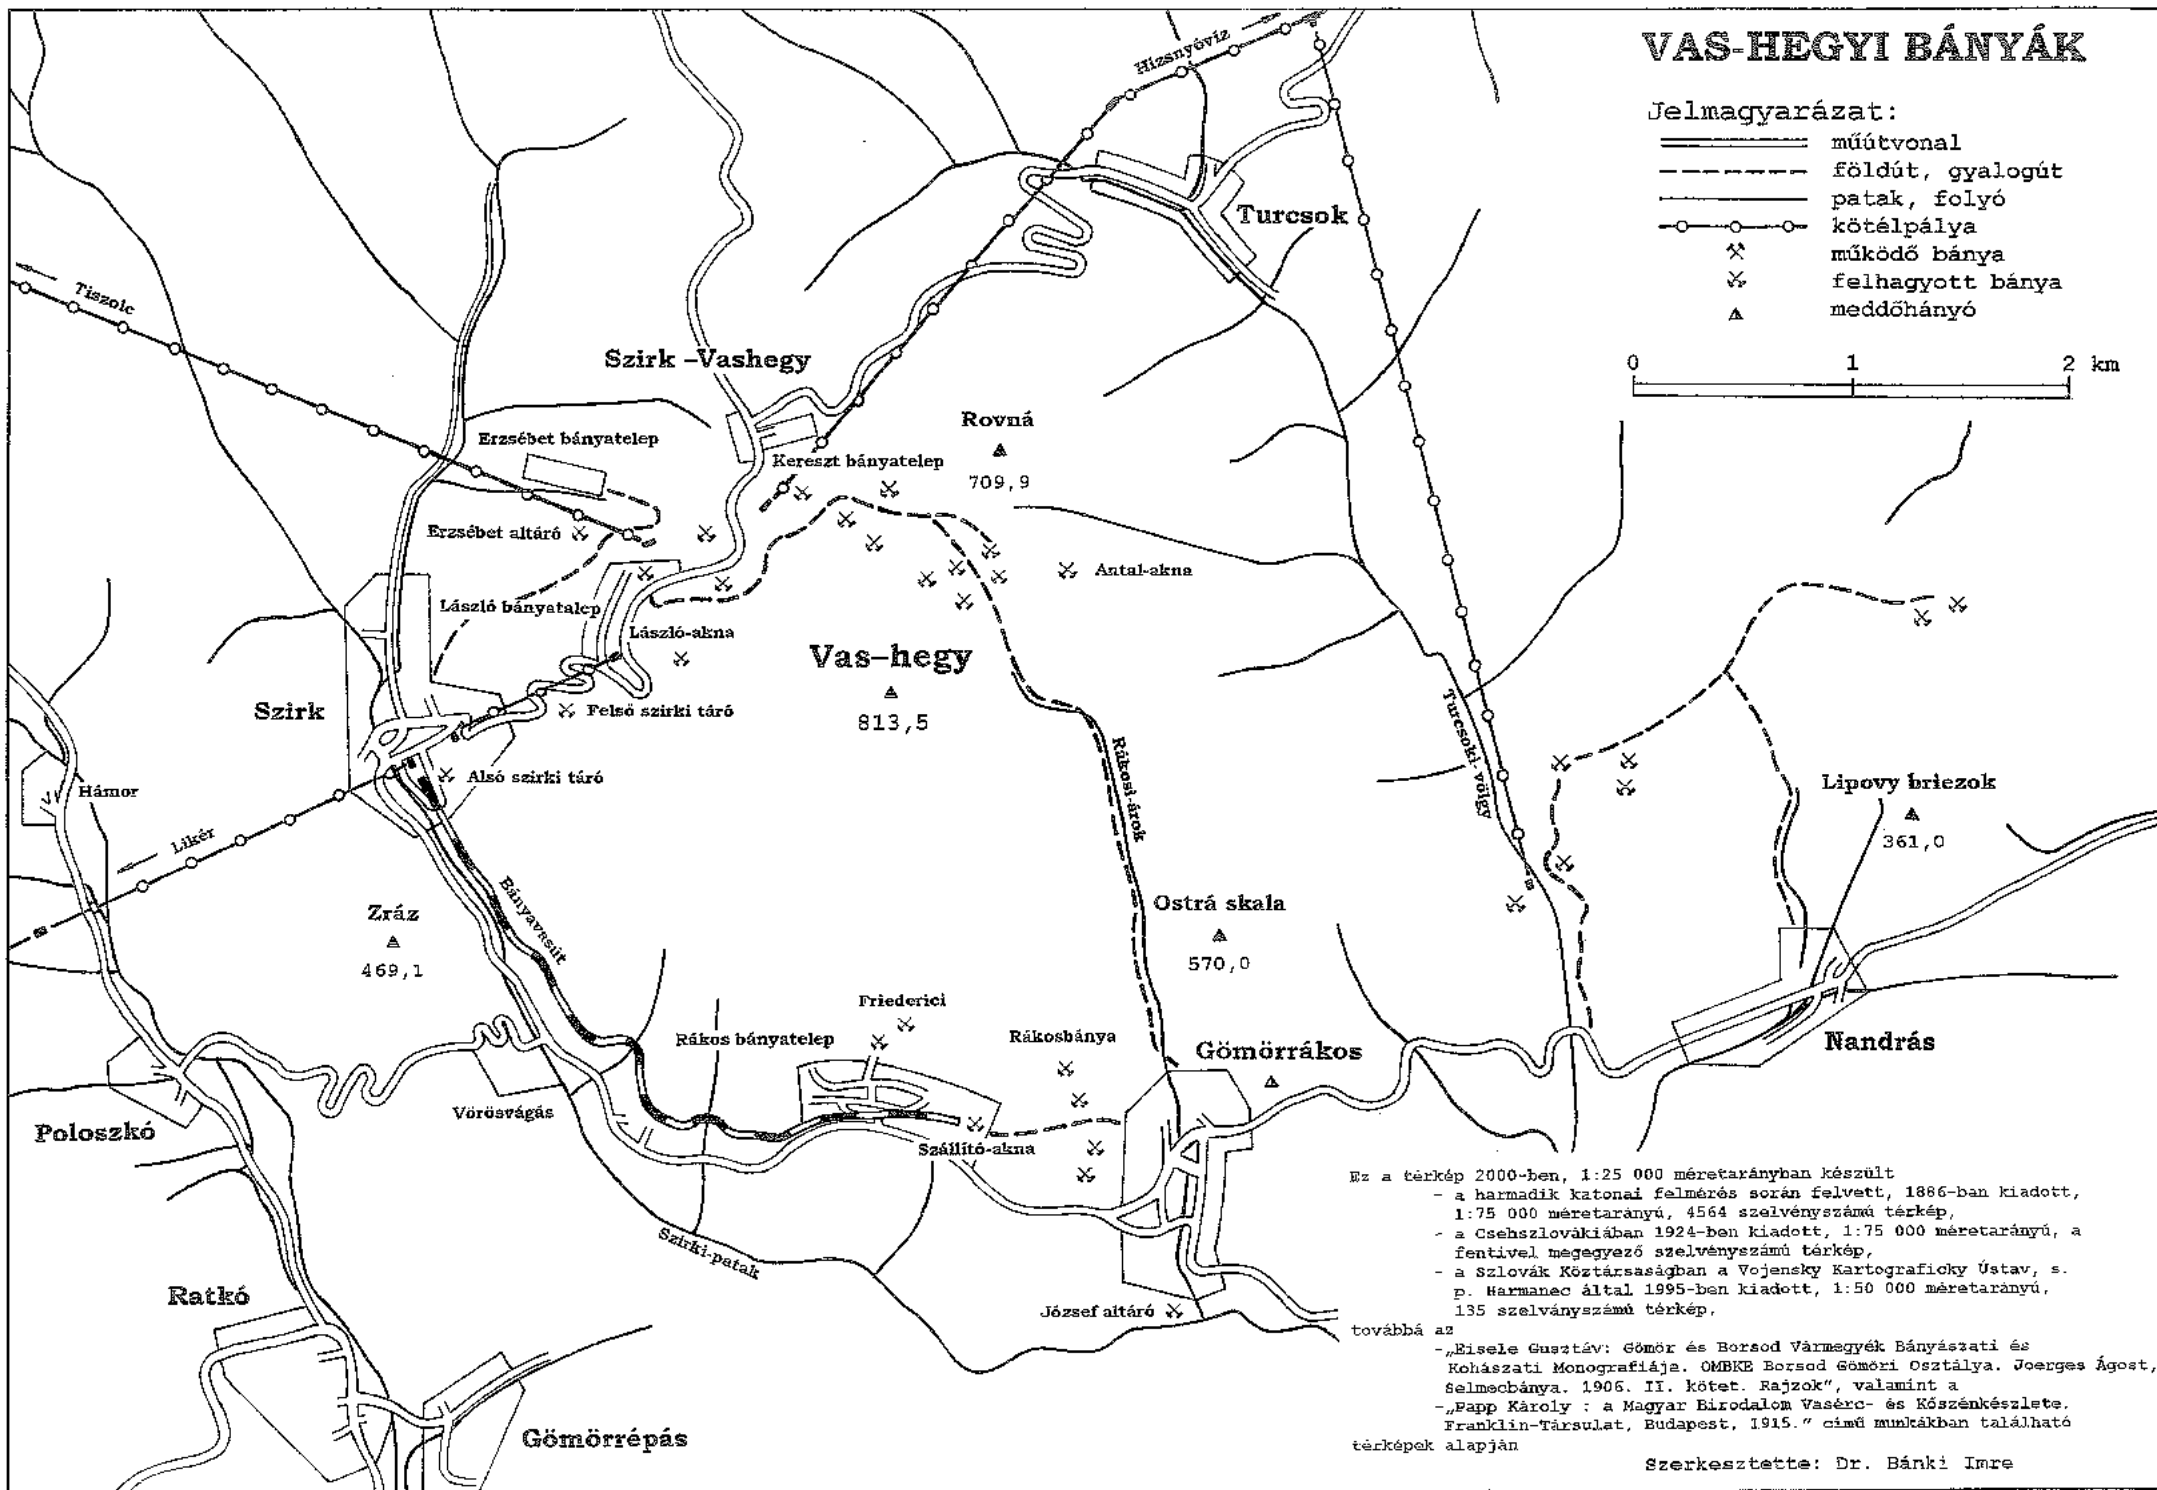 VAS-HEGYI BÁNYÁK
Jelmagyarázat:
műútvonal
földút, gyalogút
patak, folyó
kötélpálya
működő bánya
felhagyott bánya
meddőhányó
0 1 2 km
Hizsnyóvíz
Turcsok
Tiszolc
Szirk -Vashegy
Rovná
709,9
Erzsébet bányatelep
Kereszt bányatelep
Erzsébet altáró
Antal-akna
László bányatalep
László-akna
Vas-hegy
813,5
Szirk
Felső szirki táró
Alsó szirki táró
Hámor
Likér
Rákosi-árok
Turcsoki-völgy
Lipovy briezok
361,0
Zráz
469,1
Bányavasút
Ostrá skala
570,0
Friederici
Rákos bányatelep
Rákosbánya
Gömörrákos
Nandrás
Vörösvágás
Poloszkó
Szállító-akna
Szirki-patak
Ratkó
József altáró
Gömörrépás
Ez a térkép 2000-ben, 1:25 000 méretarányban készült
- a harmadik katonai felmérés során felvett, 1886-ban kiadott,
1:75 000 méretarányú, 4564 szelvényszámú térkép,
- a Csehszlovákiában 1924-ben kiadott, 1:75 000 méretarányú, a
fentivel megegyező szelvényszámú térkép,
- a Szlovák Köztársaságban a Vojensky Kartograficky Ústav, s.
p. Harmanec által 1995-ben kiadott, 1:50 000 méretarányú,
135 szelványszámú térkép,
továbbá az
-„Eisele Gusztáv: Gömör és Borsod Vármegyék Bányászati és
Kohászati Monografiája. OMBKE Borsod Gömöri Osztálya. Joerges Ágost,
Selmecbánya. 1906. II. kötet. Rajzok”, valamint a
-„Papp Károly : a Magyar Birodalom Vasérc- és Kőszénkészlete.
Franklin-Társulat, Budapest, 1915.” című munkákban található
térképek alapján
Szerkesztette: Dr. Bánki Imre